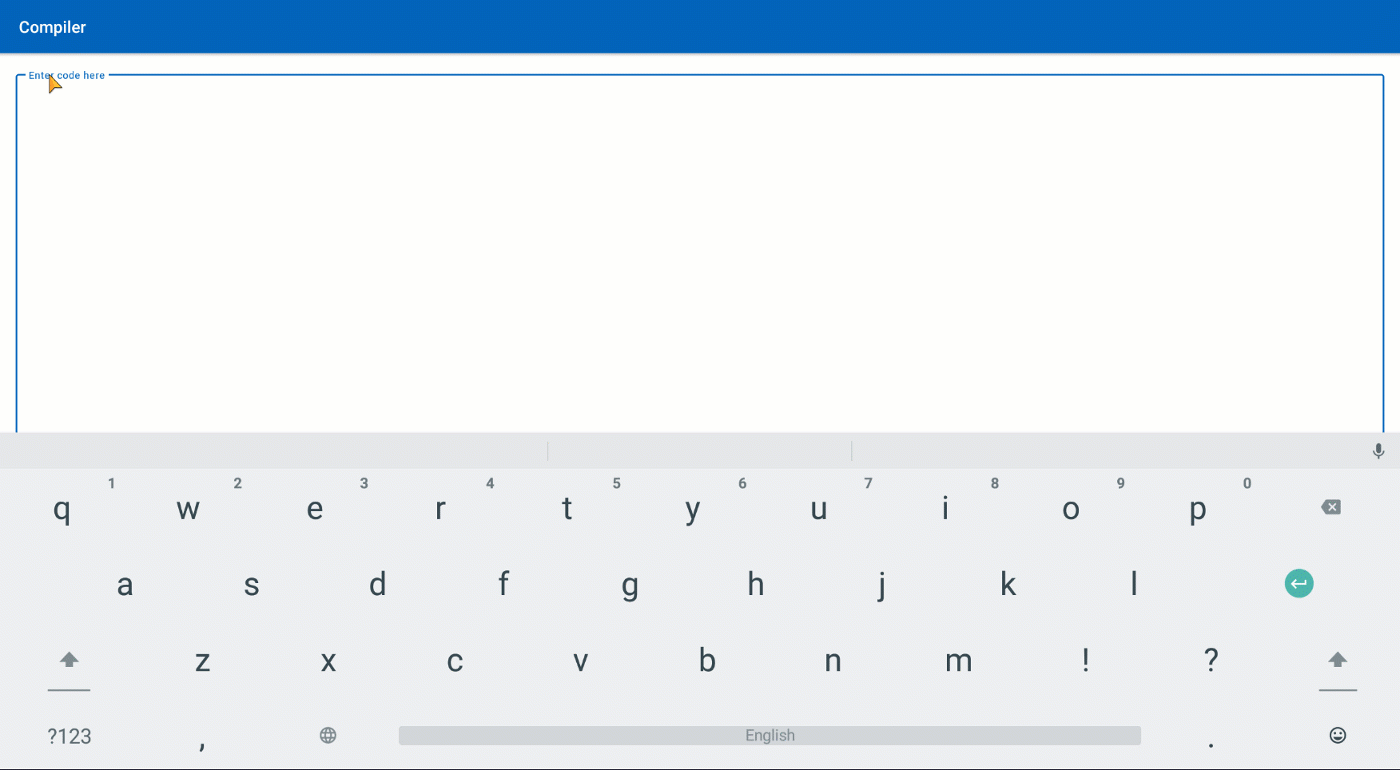 Compiler
Enter code here
1 2 3 4 5 6 7 8 9 0
q w e r t y u i o p
a s d f g h j k l
z x c v b n m ! ?
?123 , English .